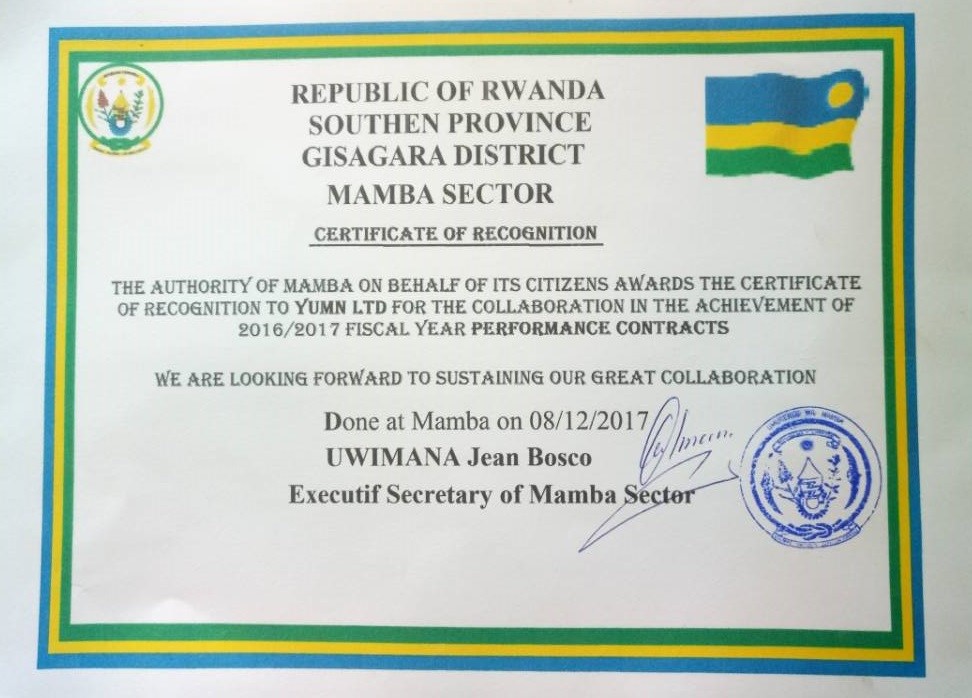 REPUBLIC OF RWANDA
SOUTHEN PROVINCE
GISAGARA DISTRICT
MAMBA SECTOR
CERTIFICATE OF RECOGNITION
THE AUTHORITY OF MAMBA ON BEHALF OF ITS CITIZENS AWARDS THE CERTIFICATE
OF RECOGNITION TO YUMN LTD FOR THE COLLABORATION IN THE ACHIEVEMENT OF
2016/2017 FISCAL YEAR PERFORMANCE CONTRACTS
WE ARE LOOKING FORWARD TO SUSTAINING OUR GREAT COLLABORATION
Done at Mamba on 08/12/2017
UWIMANA Jean Bosco
Executif Secretary of Mamba Sector